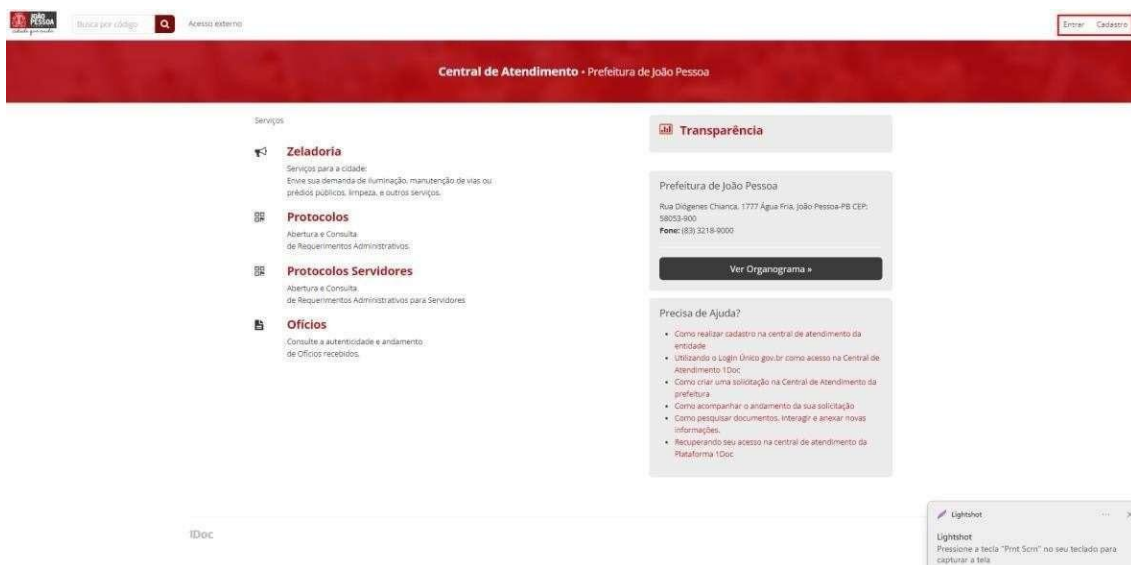 JOÃO PESSOA
cidade que cuida
Busca por código
Acesso externo
Entrar Cadastro
Central de Atendimento - Prefeitura de João Pessoa
Serviços
Zeladoria
Serviços para a cidade:
Envie sua demanda de iluminação, manutenção de vias ou
prédios públicos, limpeza, e outros serviços.
Protocolos
Abertura e Consulta
de Requerimentos Administrativos.
Protocolos Servidores
Abertura e Consulta
de Requerimentos Administrativos para Servidores
Ofícios
Consulte a autenticidade e andamento
de Ofícios recebidos.
Transparência
Prefeitura de João Pessoa
Rua Diógenes Chianca, 1777 Água Fria, João Pessoa-PB CEP:
58053-900
Fone: (83) 3218-9000
Ver Organograma »
Precisa de Ajuda?
• Como realizar cadastro na central de atendimento da
entidade
• Utilizando o Login Único gov.br como acesso na Central de
Atendimento 1Doc
• Como criar uma solicitação na Central de Atendimento da
prefeitura
• Como acompanhar o andamento da sua solicitação
• Como pesquisar documentos, interagir e anexar novas
informações.
• Recuperando seu acesso na central de atendimento da
Plataforma 1Doc
1Doc
Lightshot
Lightshot
Pressione a tecla "Prnt Scrn" no seu teclado para
capturar a tela